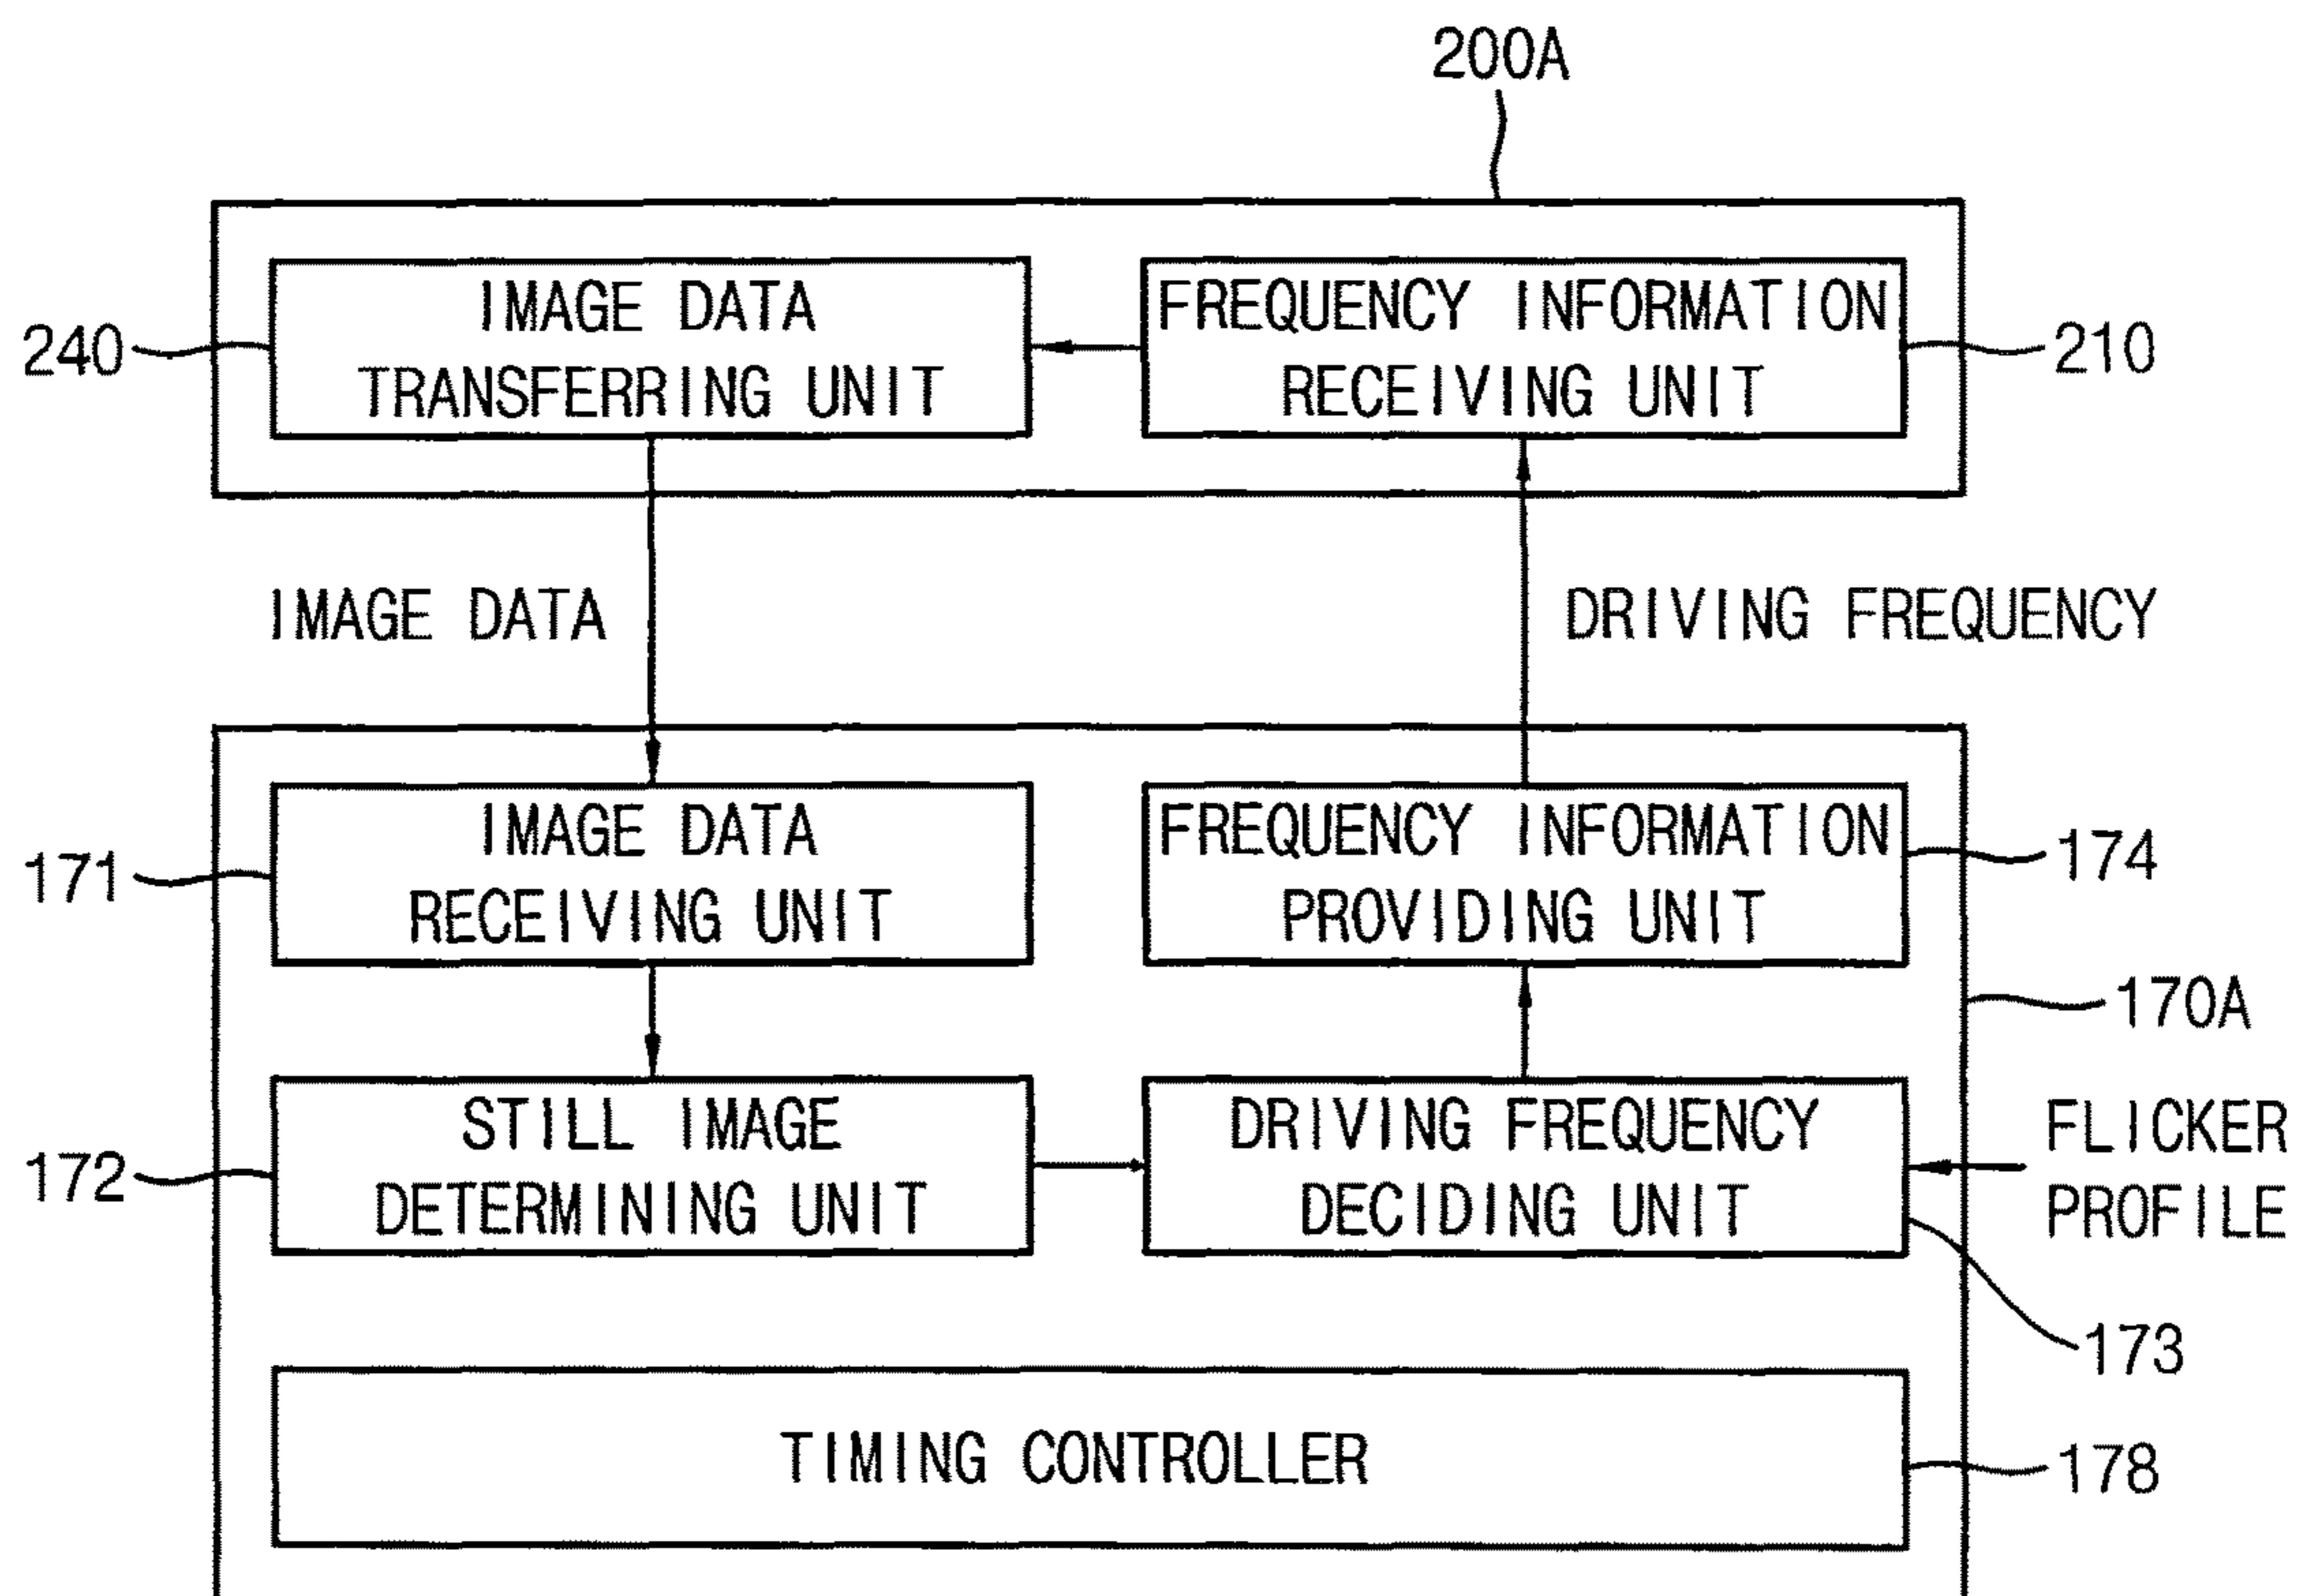 200A
IMAGE DATA
TRANSFERRING UNIT
FREQUENCY INFORMATION
RECEIVING UNIT
240
210
IMAGE DATA
DRIVING FREQUENCY
IMAGE DATA
RECEIVING UNIT
FREQUENCY INFORMATION
PROVIDING UNIT
171
174
170A
STILL IMAGE
DETERMINING UNIT
DRIVING FREQUENCY
DECIDING UNIT
FLICKER
PROFILE
172
173
TIMING CONTROLLER
178